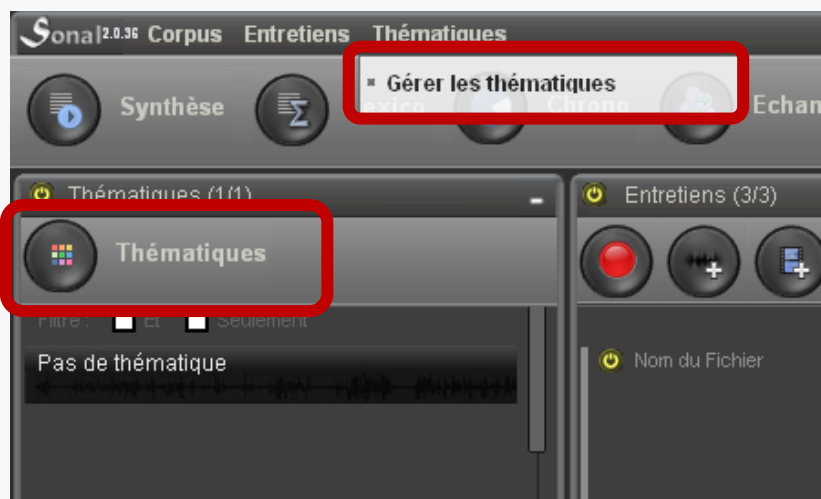 Sonal 2.0.36 Corpus Entretiens Thématiques
Gérer les thématiques
Synthèse Lexico Chrono Echan
Thématiques (1/1)
Entretiens (3/3)
Thématiques
Filtre : Et Seulement
Pas de thématique
Nom du Fichier